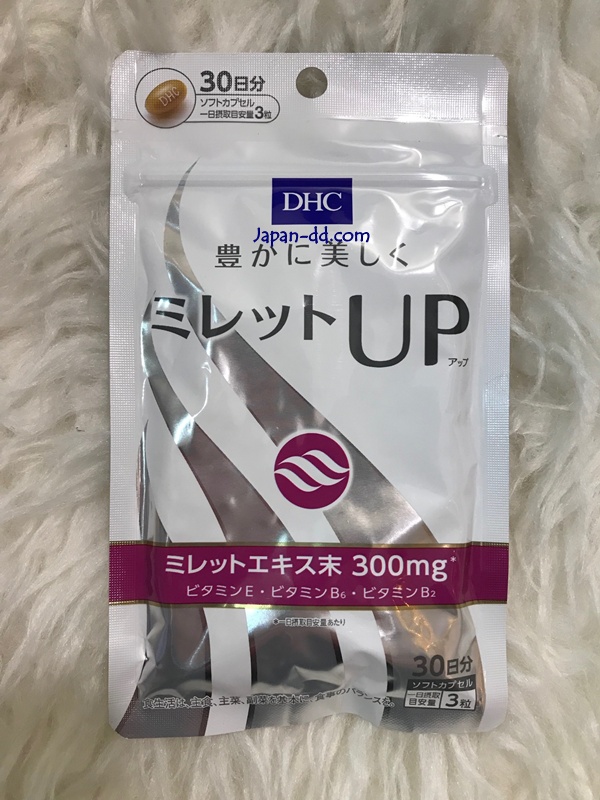 DHC
30日分
ソフトカプセル
一日摂取目安量3粒
DHC
Japan-dd.com
豊かに美しく
ミレットUP
アップ
ミレットエキス末 300mg*
ビタミンE・ビタミンB6・ビタミンB2
*一日摂取目安量あたり
30日分
ソフトカプセル
一日摂取目安量 3粒
食生活は、主食、主菜、副菜を基本に、食事のバランスを。